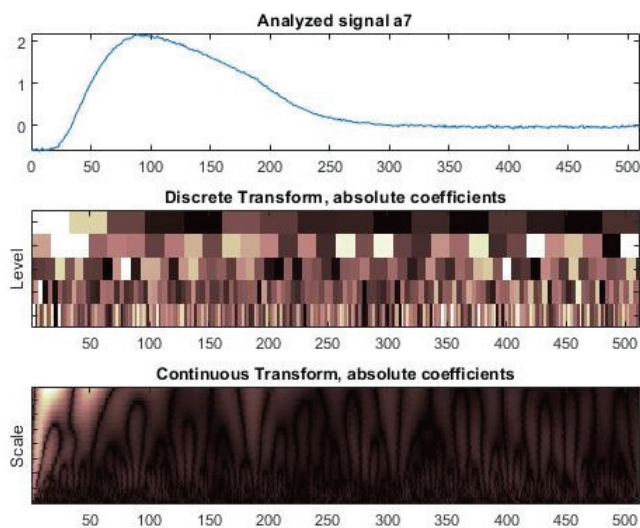 Analyzed signal a7
2
1
0
0 50 100 150 200 250 300 350 400 450 500
Discrete Transform, absolute coefficients
Level
50 100 150 200 250 300 350 400 450 500
Continuous Transform, absolute coefficients
Scale
50 100 150 200 250 300 350 400 450 500